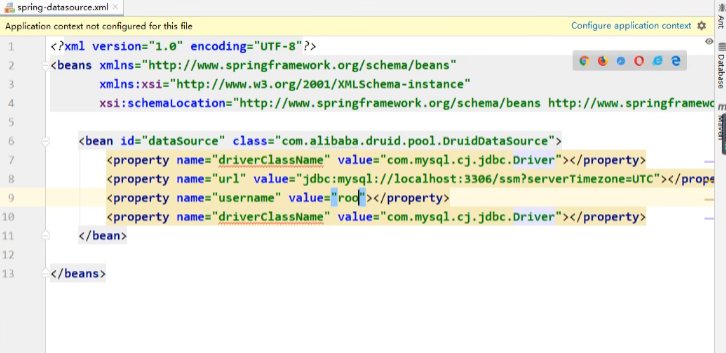 spring-datasource.xml
Application context not configured for this file
Configure application context
1 <?xml version="1.0" encoding="UTF-8"?>
2 <beans xmlns="http://www.springframework.org/schema/beans"
3 xmlns:xsi="http://www.w3.org/2001/XMLSchema-instance"
4 xsi:schemaLocation="http://www.springframework.org/schema/beans http://www.springframewo
6 <bean id="dataSource" class="com.alibaba.druid.pool.DruidDataSource">
7 <property name="driverClassName" value="com.mysql.cj.jdbc.Driver"></property>
8 <property name="url" value="jdbc:mysql://localhost:3306/ssm?serverTimezone=UTC"></prope
9 <property name="username" value="roo"></property>
10 <property name="driverClassName" value="com.mysql.cj.jdbc.Driver"></property>
11 </bean>
12
13 </beans>
Ant
Database